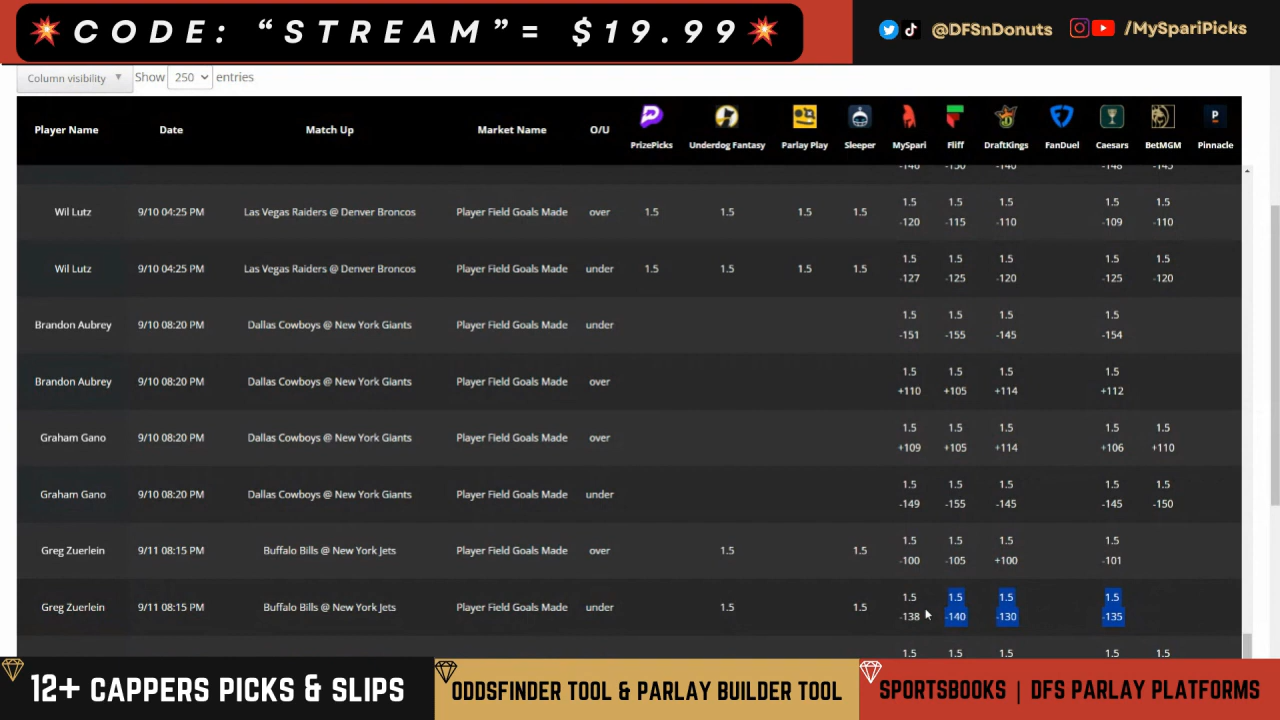 CODE: “STREAM”= $19.99
@DFSnDonuts /MySpariPicks
Column visibility ▼ Show 250 entries
Player Name Date Match Up Market Name O/U PrizePicks Underdog Fantasy Parlay Play Sleeper MySpari Fliff DraftKings FanDuel Caesars BetMGM Pinnacle
-146 -150 -140 -148 -145
1.5 1.5 1.5 1.5 1.5
Wil Lutz 9/10 04:25 PM Las Vegas Raiders @ Denver Broncos Player Field Goals Made over 1.5 1.5 1.5 1.5
-120 -115 -110 -109 -110
1.5 1.5 1.5 1.5 1.5
Wil Lutz 9/10 04:25 PM Las Vegas Raiders @ Denver Broncos Player Field Goals Made under 1.5 1.5 1.5 1.5
-127 -125 -120 -125 -120
1.5 1.5 1.5 1.5
Brandon Aubrey 9/10 08:20 PM Dallas Cowboys @ New York Giants Player Field Goals Made under
-151 -155 -145 -154
1.5 1.5 1.5 1.5
Brandon Aubrey 9/10 08:20 PM Dallas Cowboys @ New York Giants Player Field Goals Made over
+110 +105 +114 +112
1.5 1.5 1.5 1.5 1.5
Graham Gano 9/10 08:20 PM Dallas Cowboys @ New York Giants Player Field Goals Made over
+109 +105 +114 +106 +110
1.5 1.5 1.5 1.5 1.5
Graham Gano 9/10 08:20 PM Dallas Cowboys @ New York Giants Player Field Goals Made under
-149 -155 -145 -145 -150
1.5 1.5 1.5 1.5
Greg Zuerlein 9/11 08:15 PM Buffalo Bills @ New York Jets Player Field Goals Made over 1.5 1.5
-100 -105 +100 -101
1.5 1.5 1.5 1.5
Greg Zuerlein 9/11 08:15 PM Buffalo Bills @ New York Jets Player Field Goals Made under 1.5 1.5
-138 -140 -130 -135
1.5 1.5 1.5 1.5 1.5
12+ CAPPERS PICKS & SLIPS ODDSFINDER TOOL & PARLAY BUILDER TOOL SPORTSBOOKS | DFS PARLAY PLATFORMS